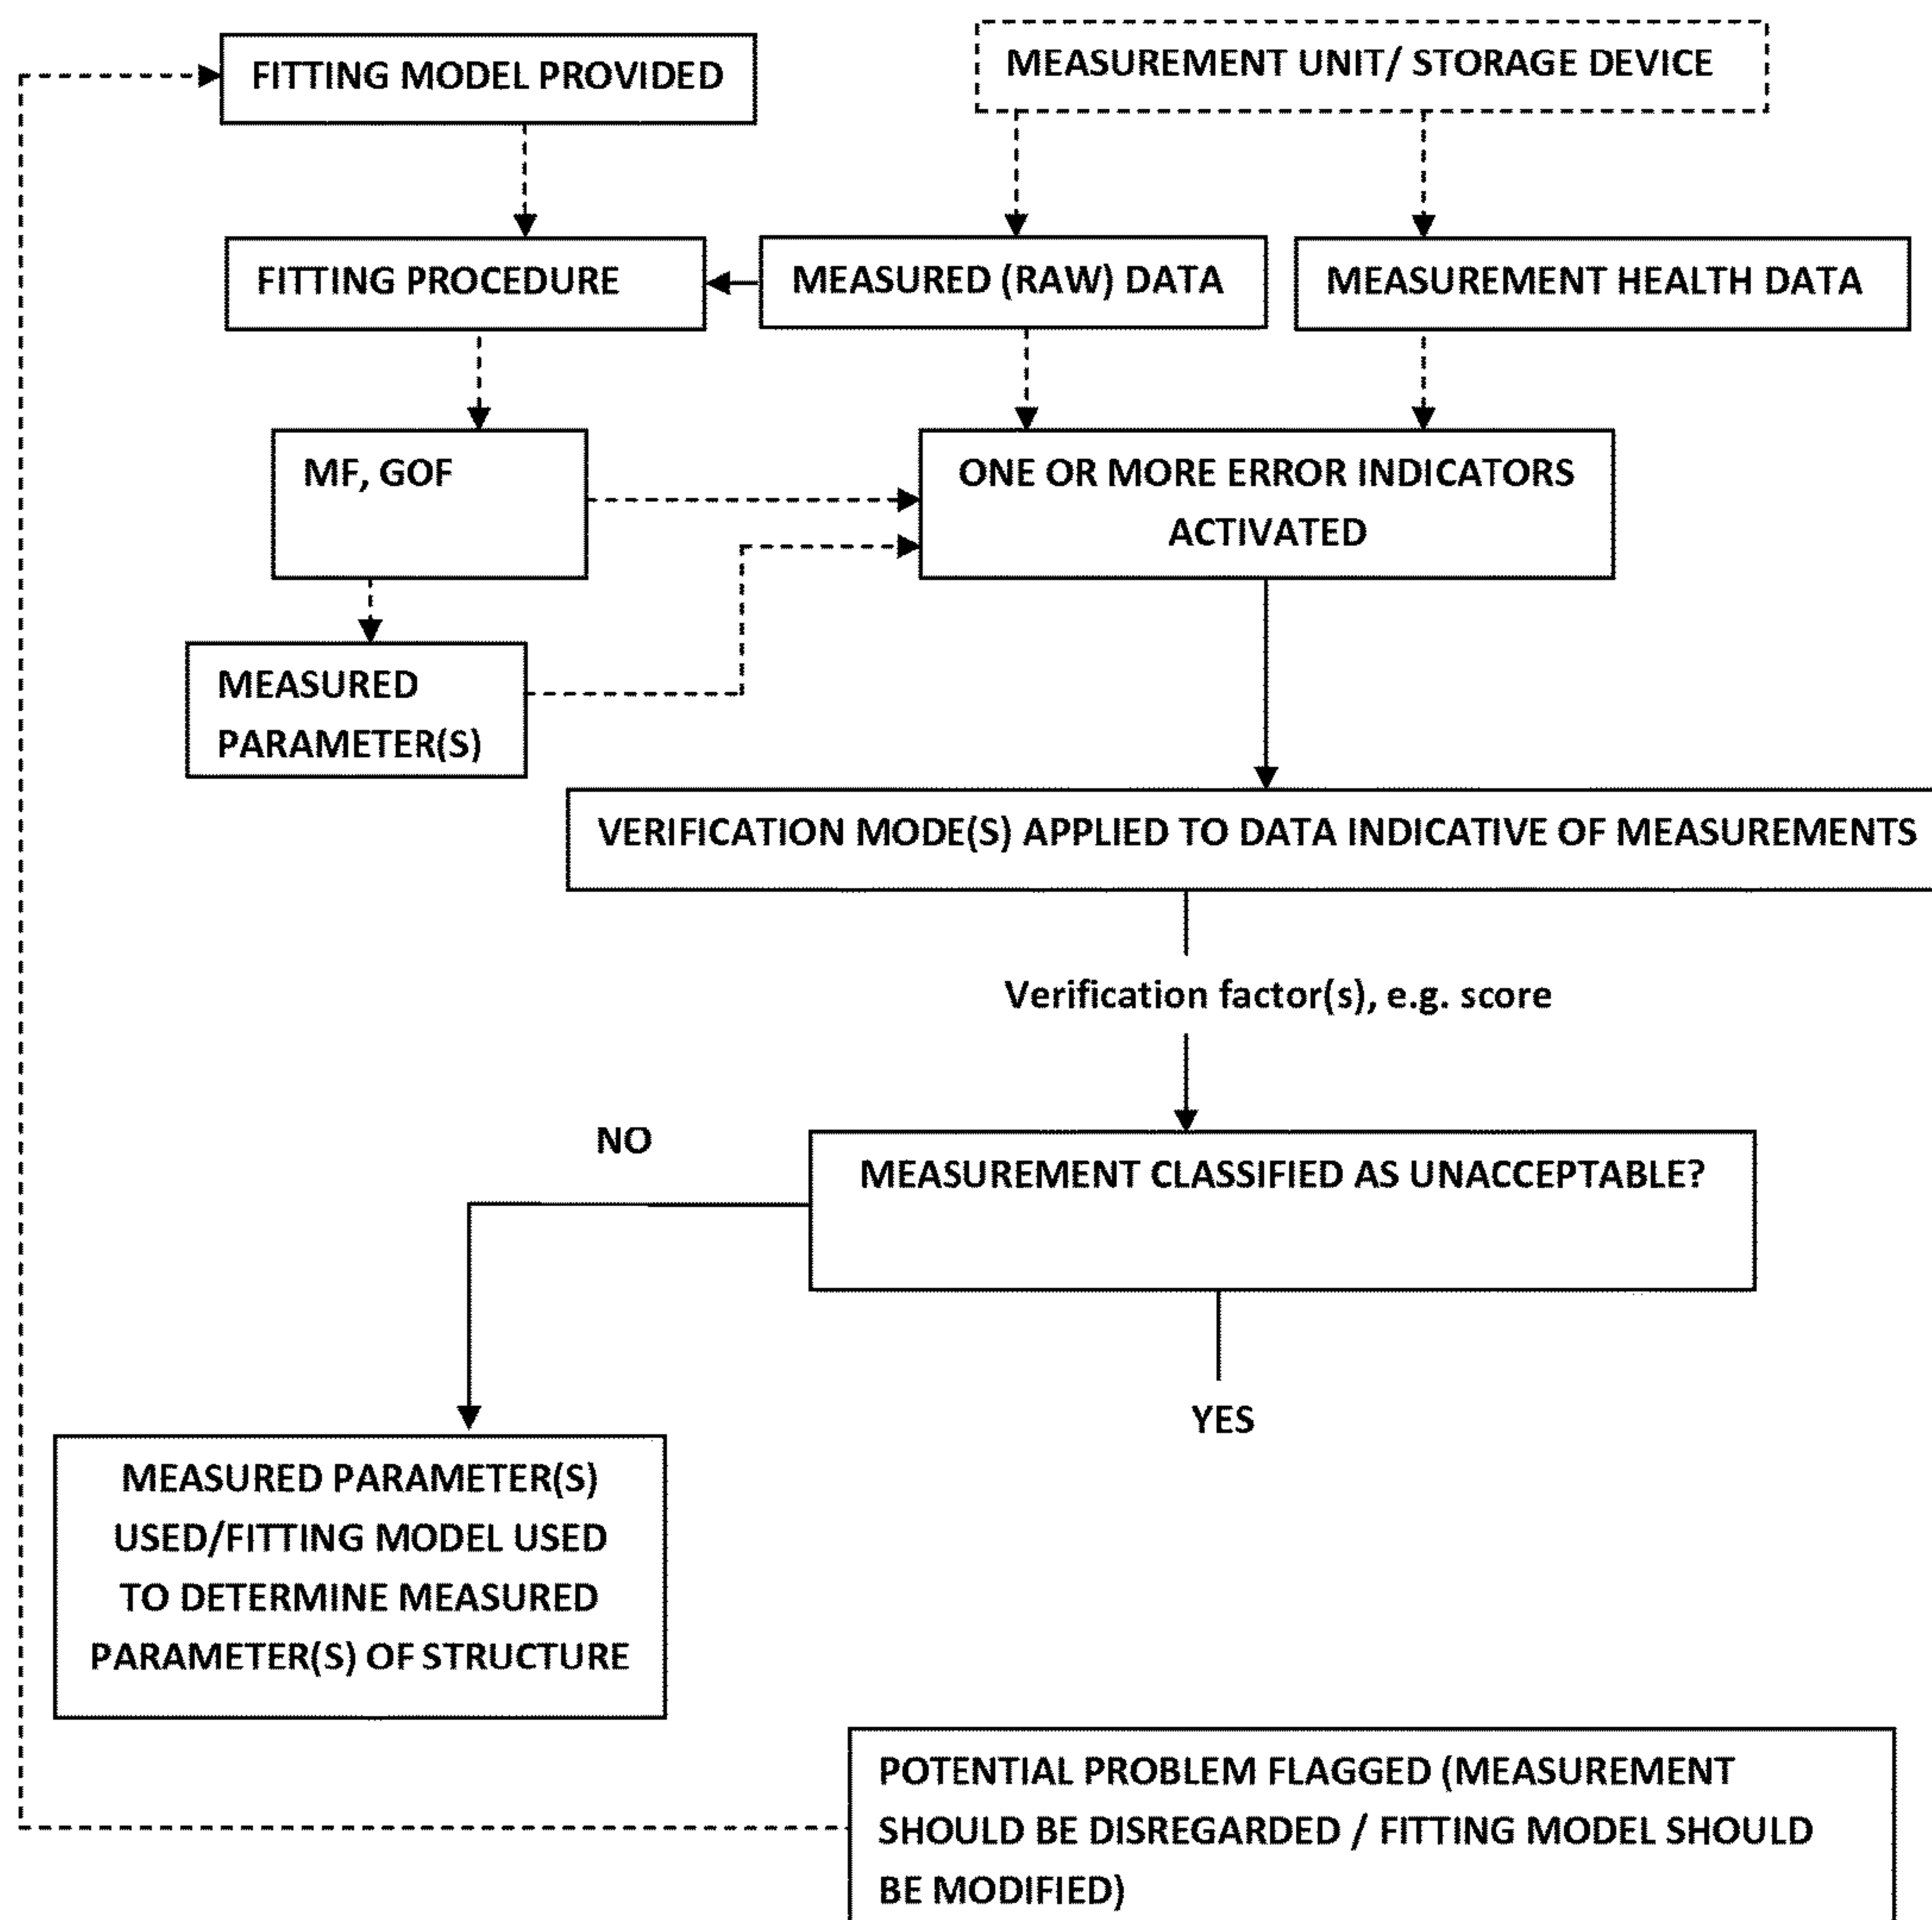 FITTING MODEL PROVIDED
MEASUREMENT UNIT/ STORAGE DEVICE
FITTING PROCEDURE
MEASURED (RAW) DATA
MEASUREMENT HEALTH DATA
MF, GOF
ONE OR MORE ERROR INDICATORS
ACTIVATED
MEASURED
PARAMETER(S)
VERIFICATION MODE(S) APPLIED TO DATA INDICATIVE OF MEASUREMENTS
Verification factor(s), e.g. score
NO
MEASUREMENT CLASSIFIED AS UNACCEPTABLE?
YES
MEASURED PARAMETER(S)
USED/FITTING MODEL USED
TO DETERMINE MEASURED
PARAMETER(S) OF STRUCTURE
POTENTIAL PROBLEM FLAGGED (MEASUREMENT
SHOULD BE DISREGARDED / FITTING MODEL SHOULD
BE MODIFIED)